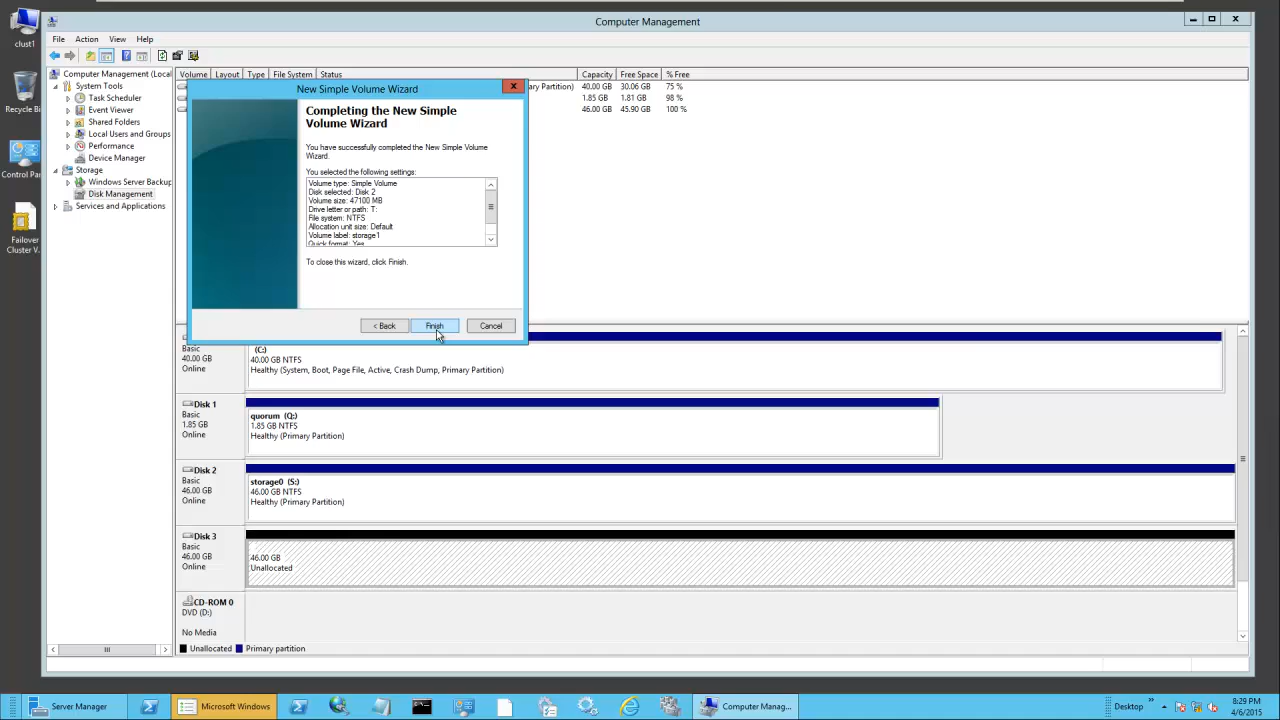 clust1
Recycle Bi
Control Pan
Failover
Cluster V...
Computer Management
File Action View Help
Computer Management (Local
System Tools
Task Scheduler
Event Viewer
Shared Folders
Local Users and Groups
Performance
Device Manager
Storage
Windows Server Backup
Disk Management
Services and Applications
Volume Layout Type File System Status Capacity Free Space % Free
ary Partition) 40.00 GB 30.06 GB 75 %
1.85 GB 1.81 GB 98 %
46.00 GB 45.90 GB 100 %
New Simple Volume Wizard
Completing the New Simple
Volume Wizard
You have successfully completed the New Simple Volume
Wizard.
You selected the following settings:
Volume type: Simple Volume
Disk selected: Disk 2
Volume size: 47100 MB
Drive letter or path: T:
File system: NTFS
Allocation unit size: Default
Volume label: storage1
Quick format: Yes
To close this wizard, click Finish.
< Back Finish Cancel
Basic
40.00 GB
Online
(C:)
40.00 GB NTFS
Healthy (System, Boot, Page File, Active, Crash Dump, Primary Partition)
Disk 1
Basic
1.85 GB
Online
quorum (Q:)
1.85 GB NTFS
Healthy (Primary Partition)
Disk 2
Basic
46.00 GB
Online
storage0 (S:)
46.00 GB NTFS
Healthy (Primary Partition)
Disk 3
Basic
46.00 GB
Online
46.00 GB
Unallocated
CD-ROM 0
DVD (D:)
No Media
Unallocated Primary partition
Server Manager
Microsoft Windows
Computer Manag...
Desktop
8:29 PM
4/6/2015